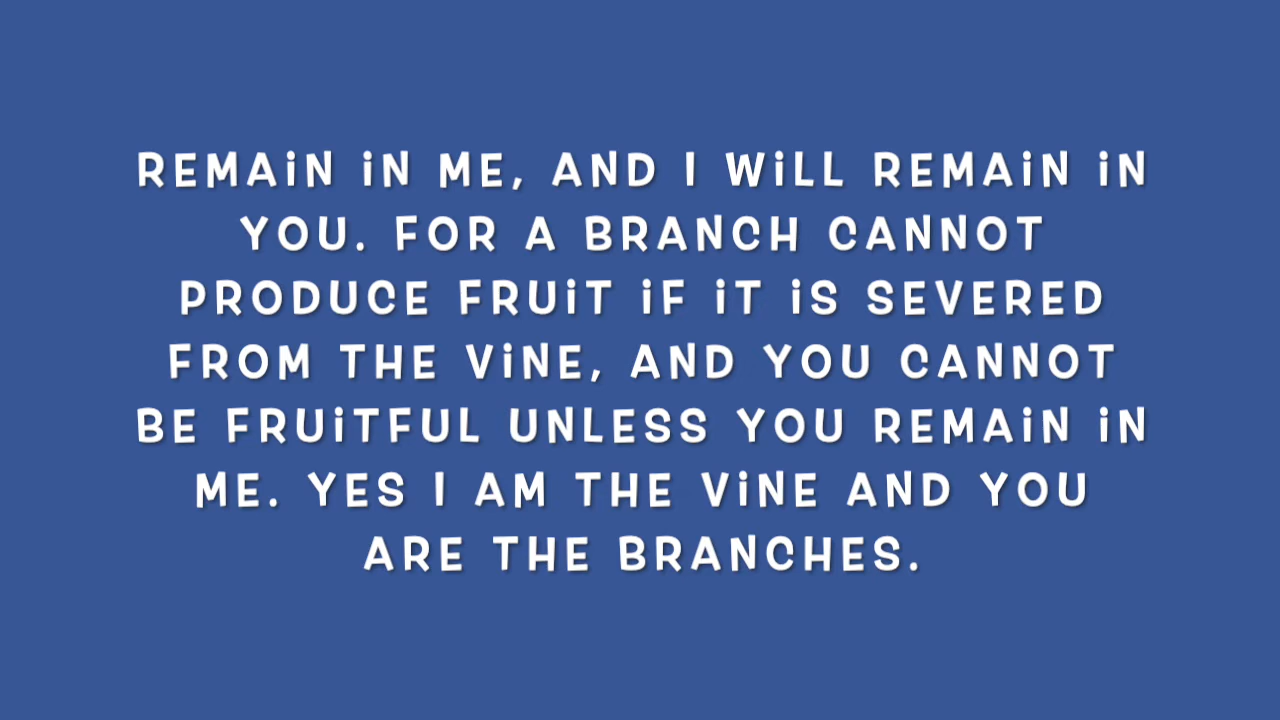 REMAIN IN ME, AND I WILL REMAIN IN
YOU. FOR A BRANCH CANNOT
PRODUCE FRUIT IF IT IS SEVERED
FROM THE VINE, AND YOU CANNOT
BE FRUITFUL UNLESS YOU REMAIN IN
ME. YES I AM THE VINE AND YOU
ARE THE BRANCHES.